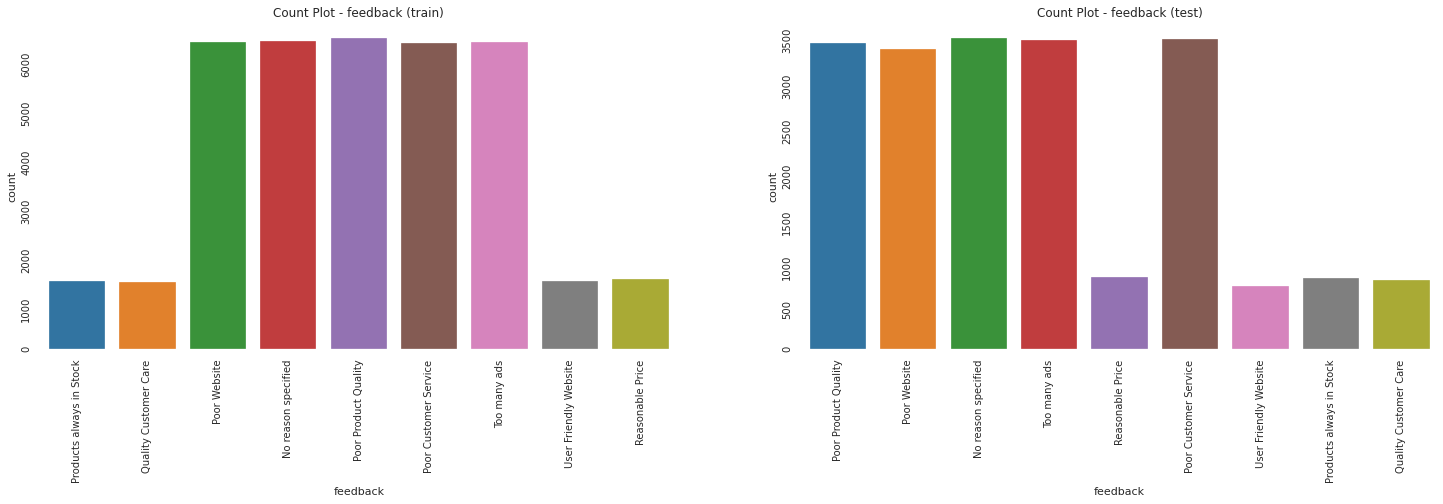 Count Plot - feedback (train)
count
6000
5000
4000
3000
2000
1000
0
Products always in Stock
Quality Customer Care
Poor Website
No reason specified
Poor Product Quality
Poor Customer Service
Too many ads
User Friendly Website
Reasonable Price
feedback
Count Plot - feedback (test)
count
3500
3000
2500
2000
1500
1000
500
0
Poor Product Quality
Poor Website
No reason specified
Too many ads
Reasonable Price
Poor Customer Service
User Friendly Website
Products always in Stock
Quality Customer Care
feedback